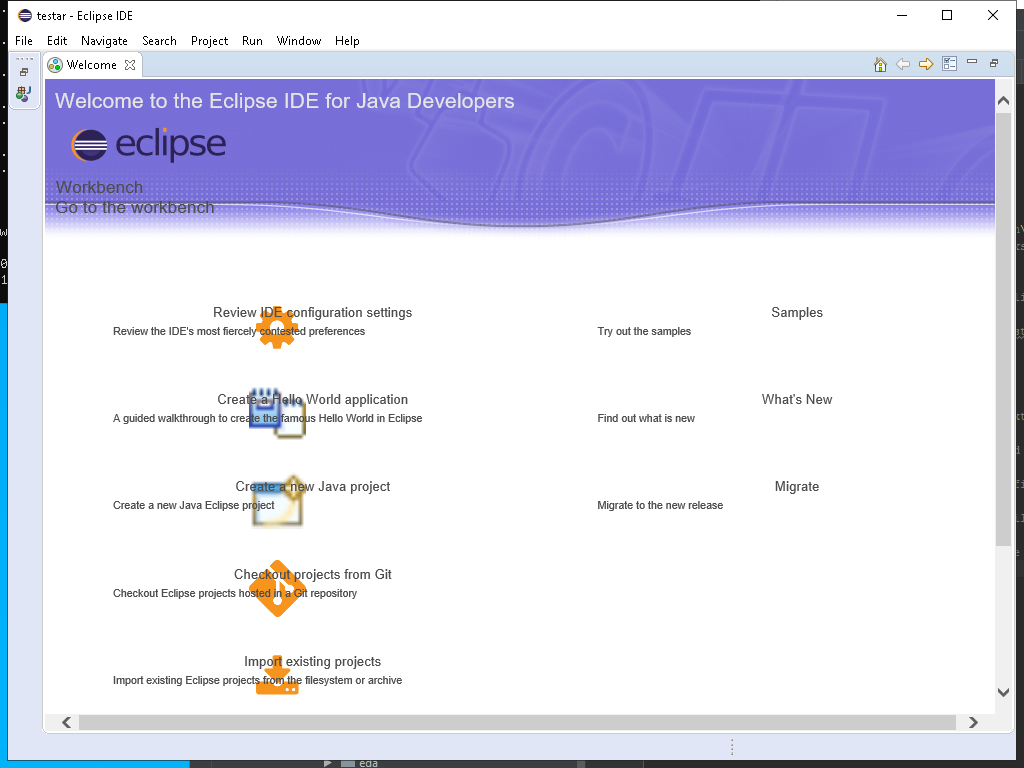 testar - Eclipse IDE
File Edit Navigate Search Project Run Window Help
Welcome
Welcome to the Eclipse IDE for Java Developers
eclipse
Workbench
Go to the workbench
Review IDE configuration settings
Review the IDE's most fiercely contested preferences
Samples
Try out the samples
Create a Hello World application
A guided walkthrough to create the famous Hello World in Eclipse
What's New
Find out what is new
Create a new Java project
Create a new Java Eclipse project
Migrate
Migrate to the new release
Checkout projects from Git
Checkout Eclipse projects hosted in a Git repository
Import existing projects
Import existing Eclipse projects from the filesystem or archive
eda